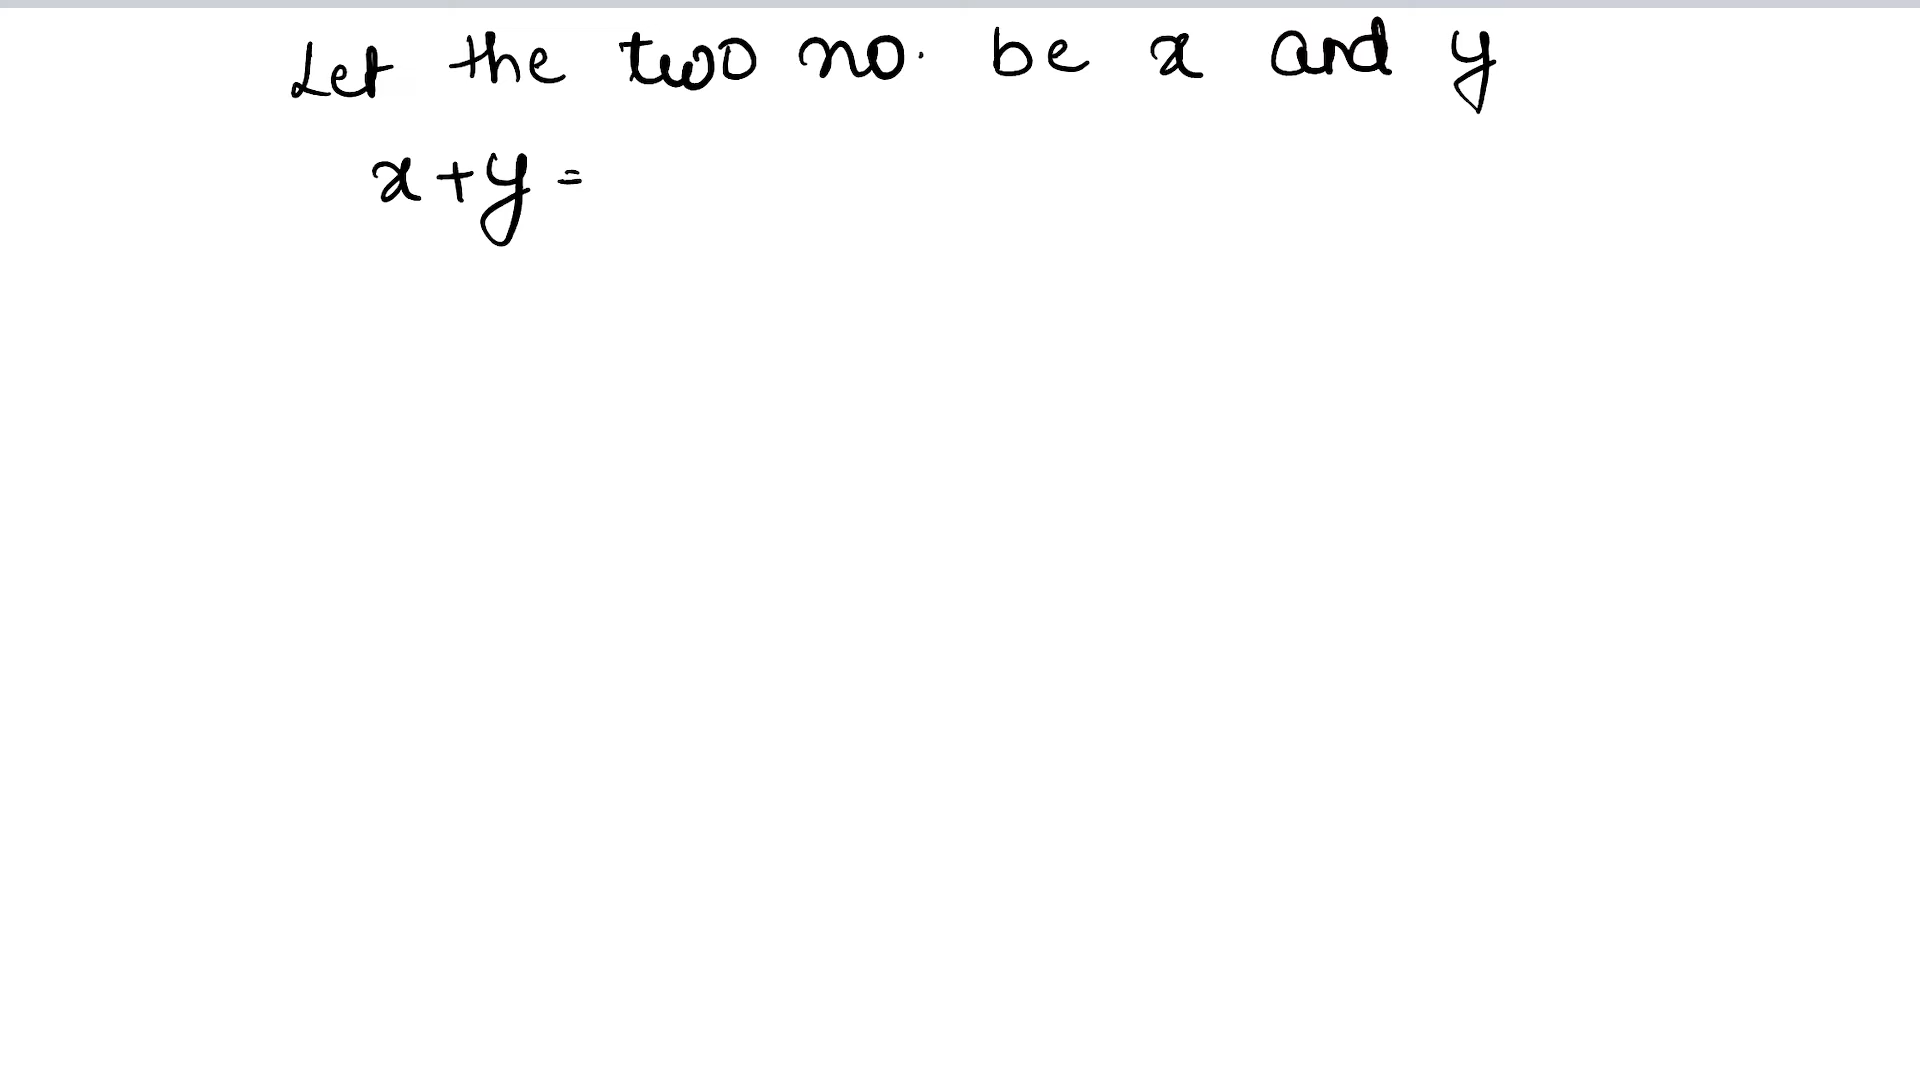 Let the two no. be x and y
x + y =